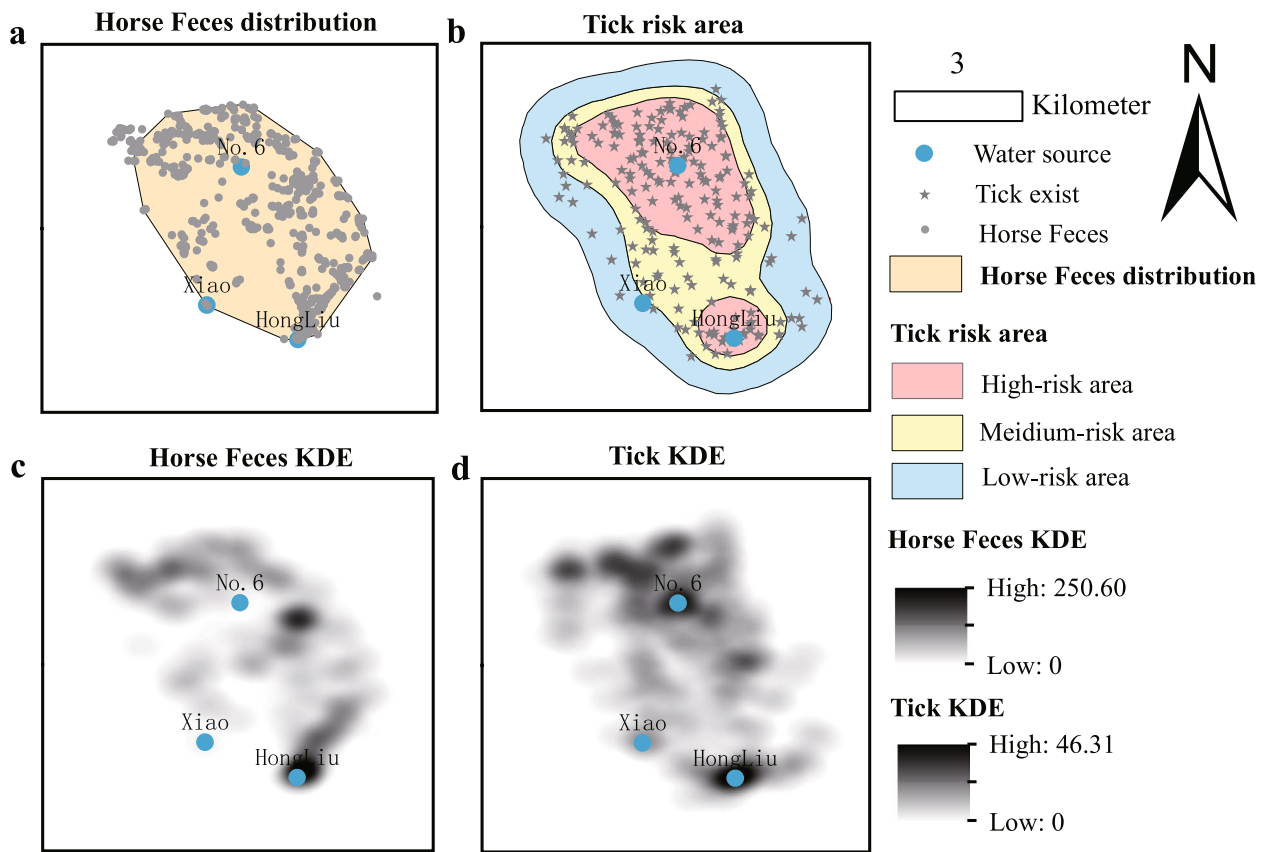 a
Horse Feces distribution
No.6
Xiao
HongLiu
b
Tick risk area
No.6
Xiao
HongLiu
3
Kilometer
Water source
Tick exist
Horse Feces
Horse Feces distribution
Tick risk area
High-risk area
Meidium-risk area
Low-risk area
N
c
Horse Feces KDE
No.6
Xiao
HongLiu
d
Tick KDE
No.6
Xiao
HongLiu
Horse Feces KDE
High: 250.60
Low: 0
Tick KDE
High: 46.31
Low: 0